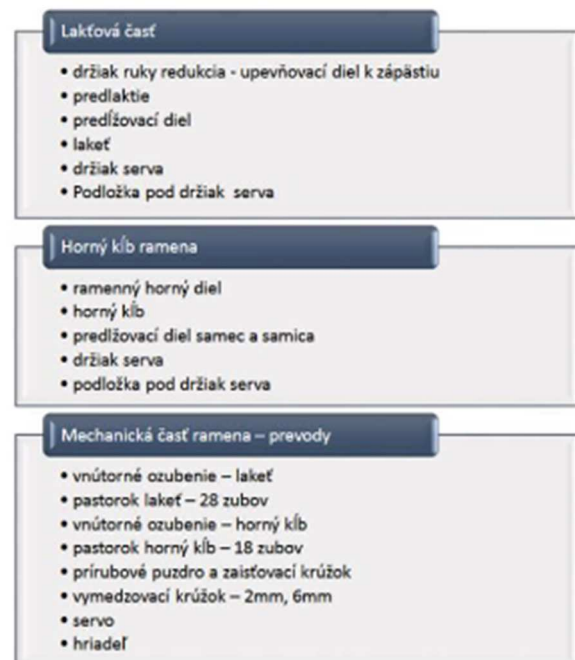 Lakťová časť
• držiak ruky redukcia - upevňovací diel k zápästiu
• predlaktie
• predĺžovací diel
• lakeť
• držiak serva
• Podložka pod držiak serva
Horný kĺb ramena
• ramenný horný diel
• horný kĺb
• predlžovací diel samec a samica
• držiak serva
• podložka pod držiak serva
Mechanická časť ramena – prevody
• vnútorné ozubenie – lakeť
• pastorok lakeť – 28 zubov
• vnútorné ozubenie – horný kĺb
• pastorok horný kĺb – 18 zubov
• prírubové puzdro a zaisťovací krúžok
• vymedzovací krúžok – 2mm, 6mm
• servo
• hriadeľ